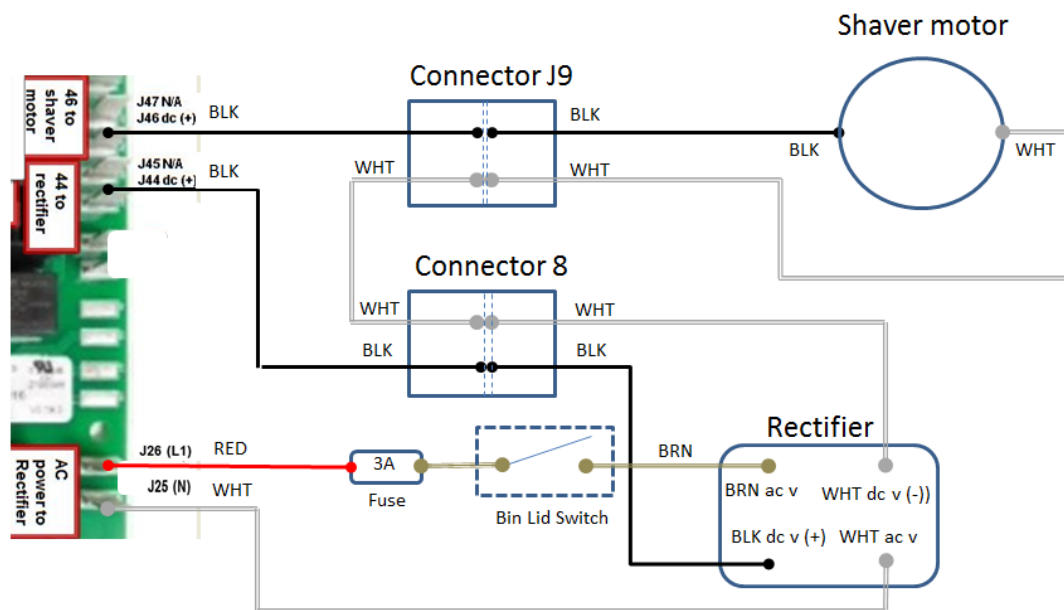 Shaver motor
Connector J9
46 to
shaver
motor
J47 N/A
J46 dc (+)
BLK
BLK
BLK
WHT
J45 N/A
J44 dc (+)
BLK
WHT
WHT
44 to
rectifier
Connector 8
WHT
WHT
BLK
BLK
Rectifier
AC
power to
Rectifier
J26 (L1)
RED
3A
Fuse
BRN
Bin Lid Switch
J25 (N)
WHT
BRN ac v
WHT dc v (-))
BLK dc v (+)
WHT ac v